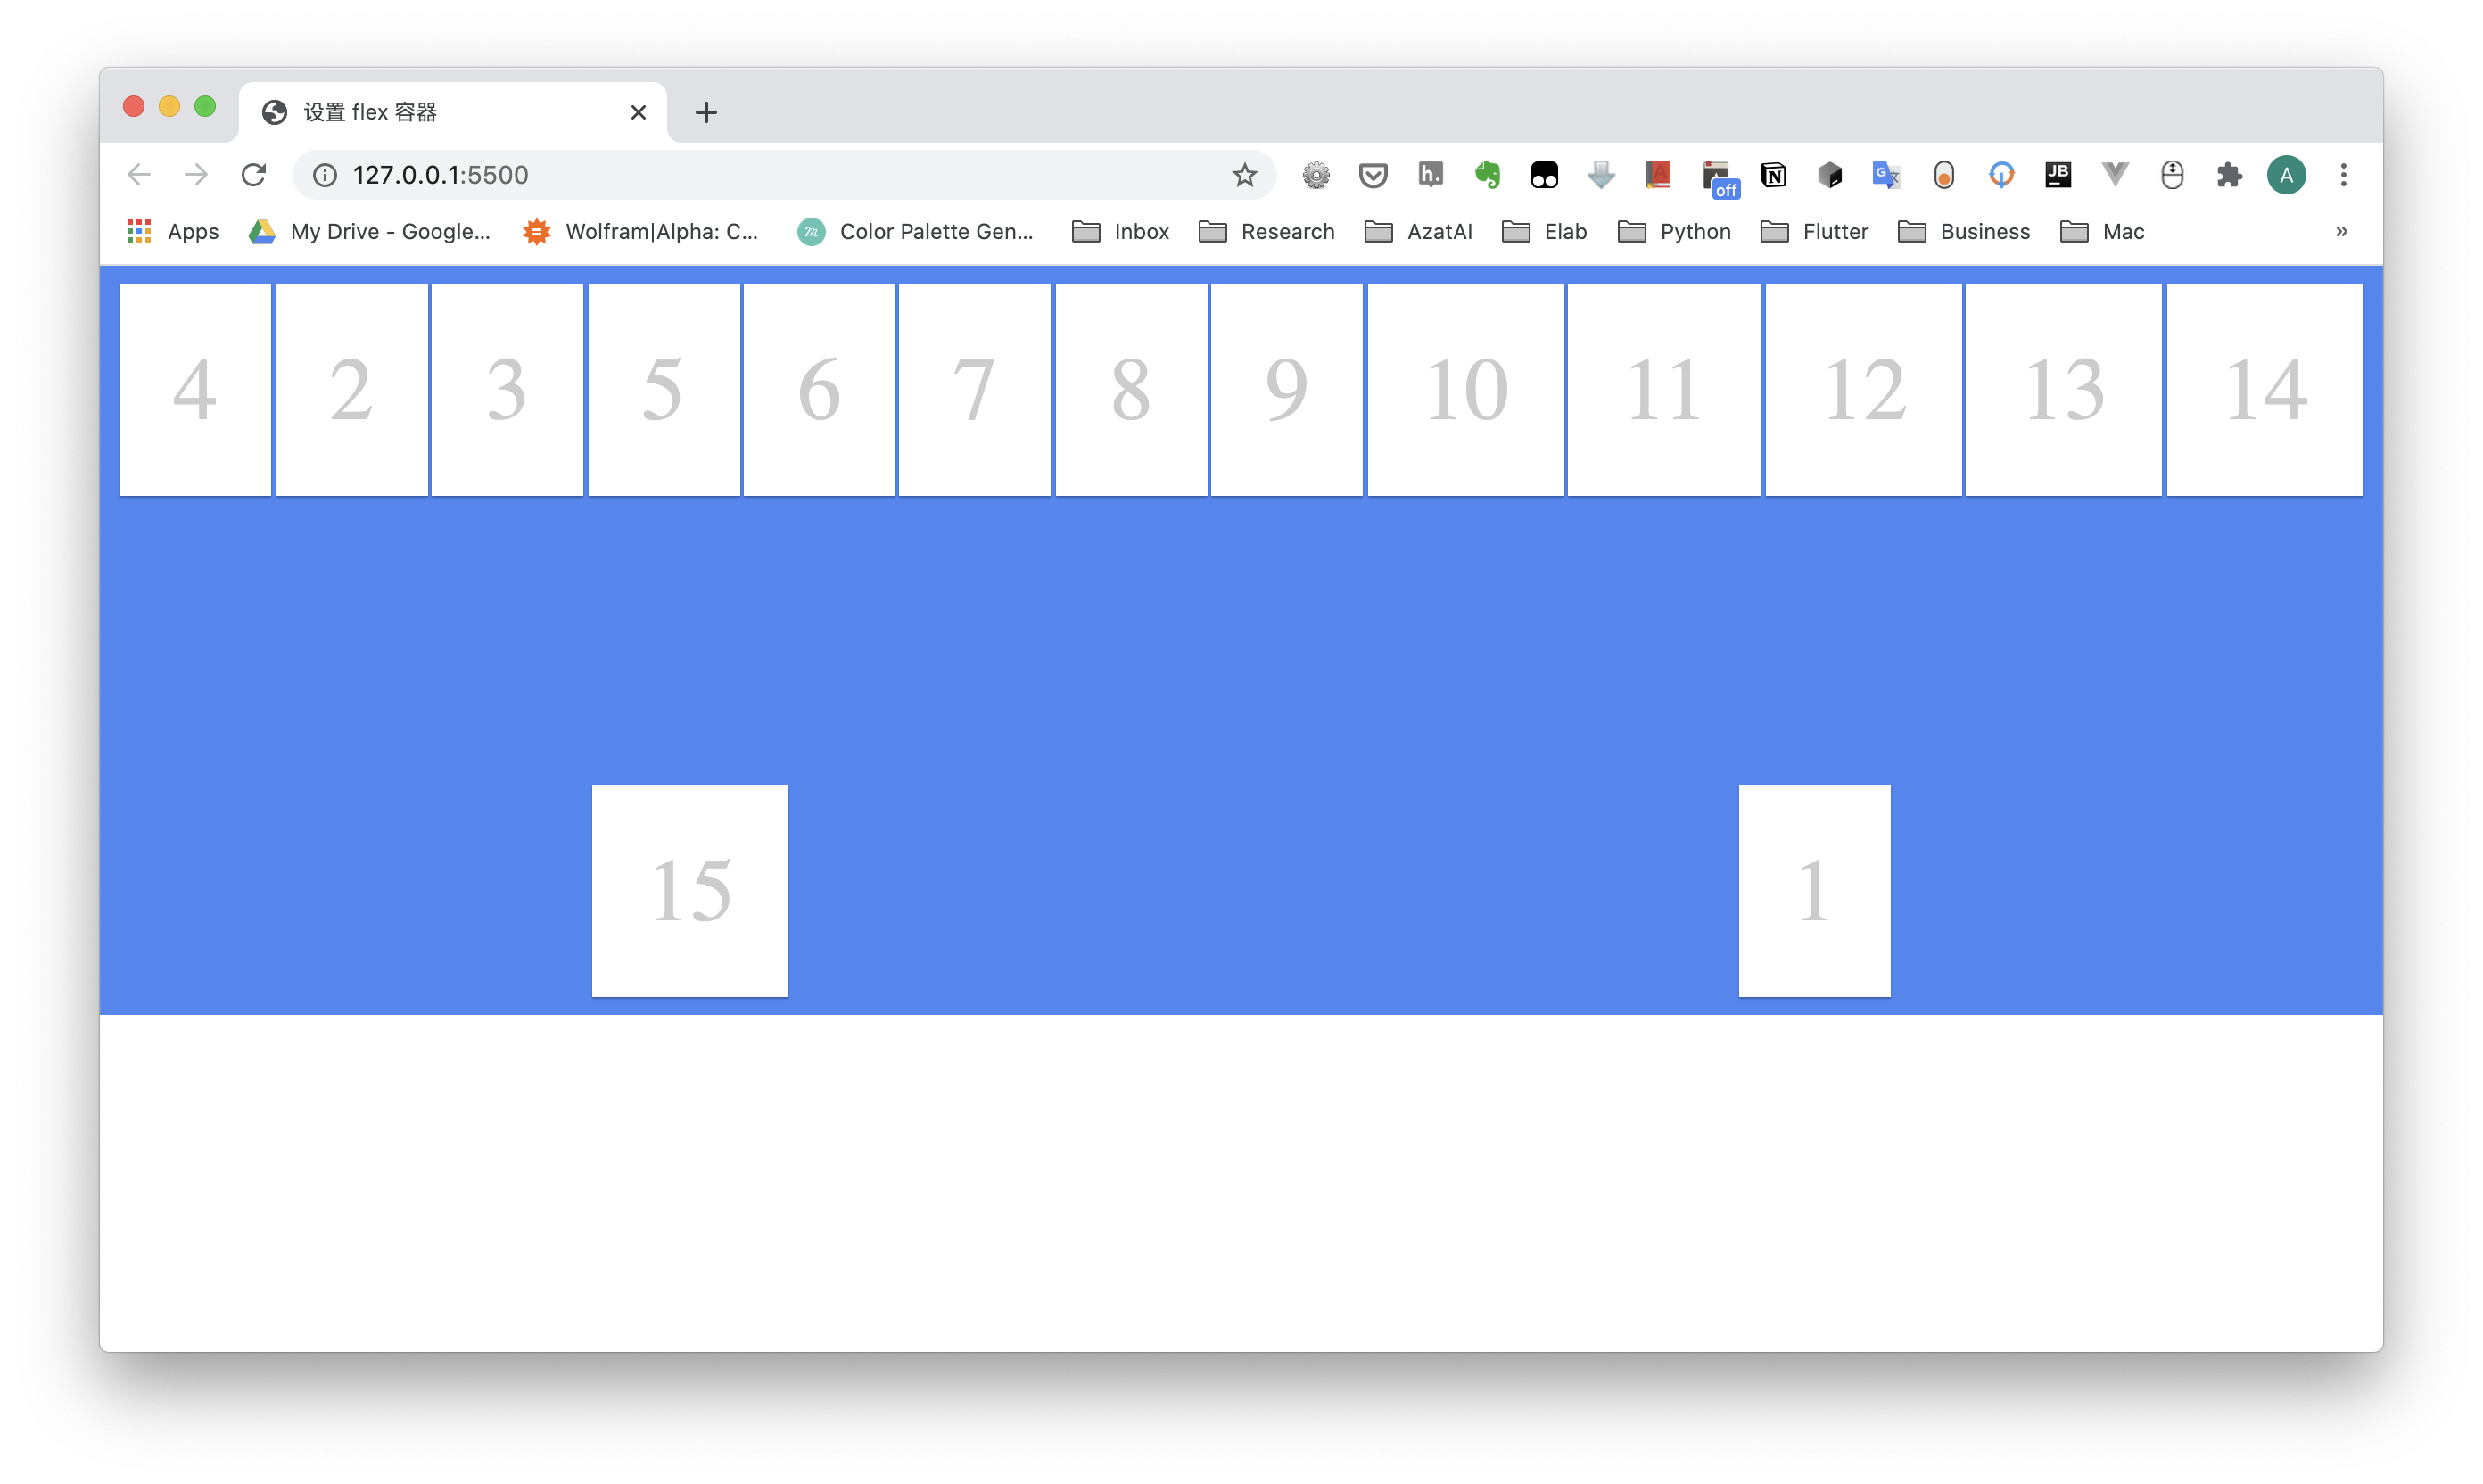 设置 flex 容器
127.0.0.1:5500
h.
off
N
G
JB
A
Apps
My Drive - Google...
Wolfram|Alpha: C...
m
Color Palette Gen...
Inbox
Research
AzatAI
Elab
Python
Flutter
Business
Mac
»
4 2 3 5 6 7 8 9 10 11 12 13 14
15 1